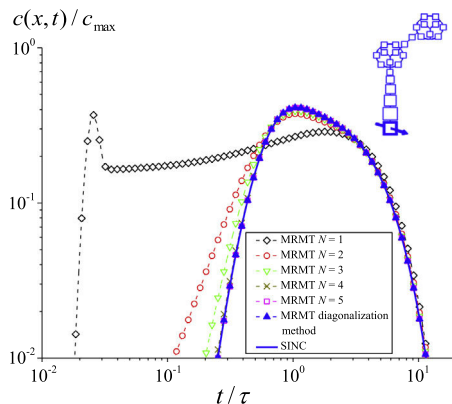 c(x,t) / c_max
10^0
10^-1
MRMT N = 1
MRMT N = 2
MRMT N = 3
MRMT N = 4
MRMT N = 5
MRMT diagonalization
method
SINC
10^-2
10^-2 10^-1 10^0 10^1
t / τ